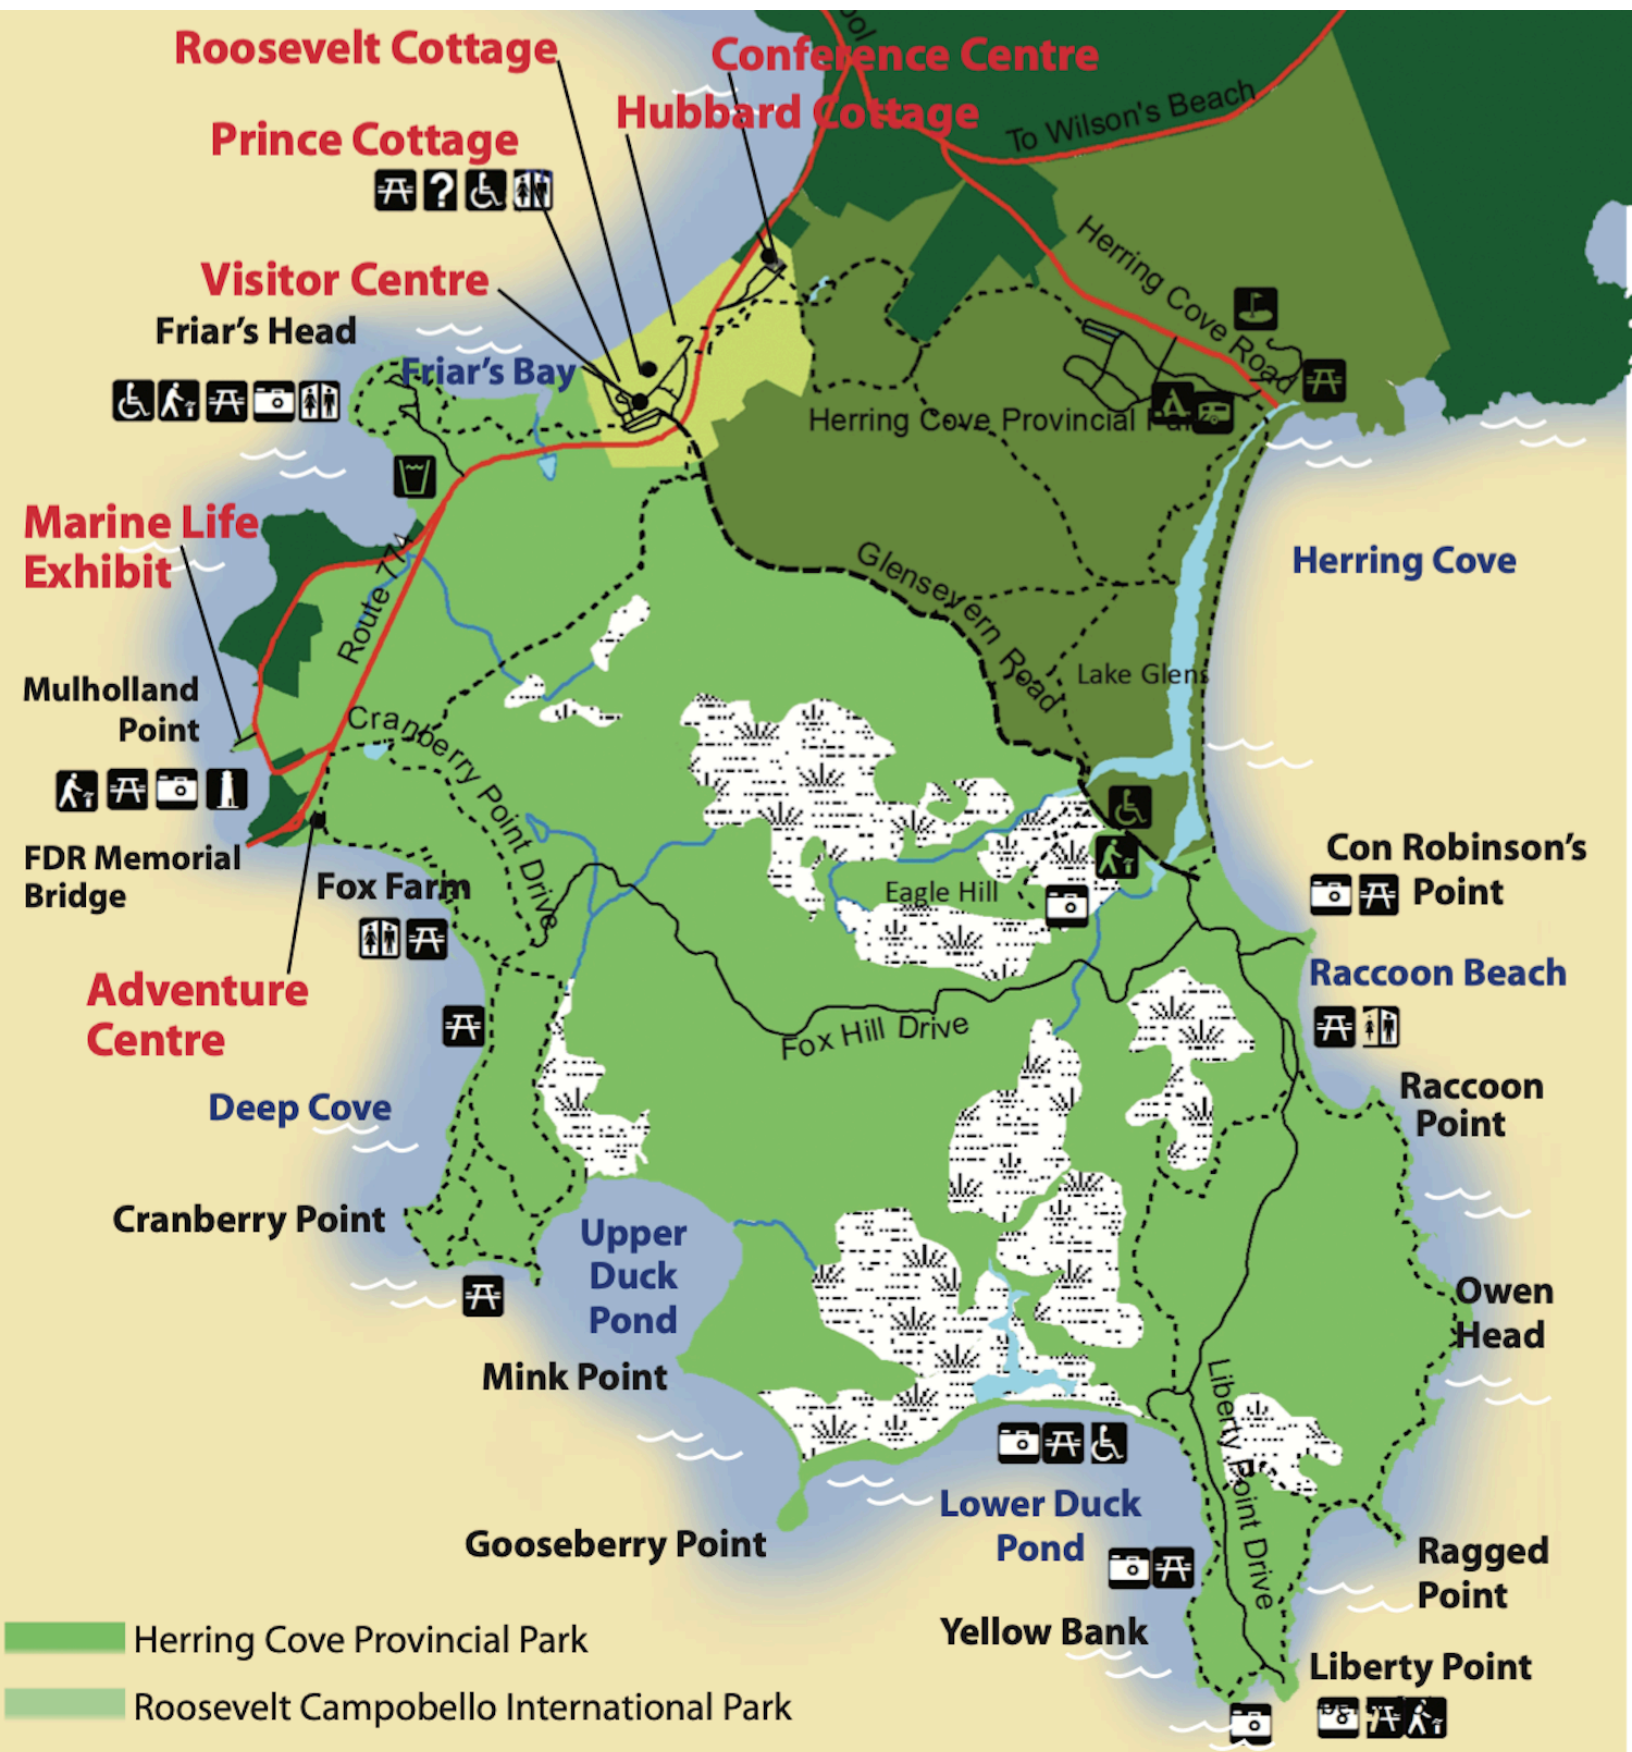 ool
Roosevelt Cottage
Conference Centre
Hubbard Cottage
To Wilson's Beach
Prince Cottage
?
Herring Cove Road
Visitor Centre
Friar's Head
Friar's Bay
Herring Cove Provincial Par
Marine Life
Exhibit
Route 774
Glensevern Road
Herring Cove
Lake Glens
Mulholland
Point
Cranberry Point Drive
FDR Memorial
Bridge
Fox Farm
Eagle Hill
Con Robinson's
Point
Raccoon Beach
Adventure
Centre
Fox Hill Drive
Deep Cove
Raccoon
Point
Cranberry Point
Upper
Duck
Pond
Owen
Head
Mink Point
Liberty Point Drive
Lower Duck
Pond
Gooseberry Point
Ragged
Point
Yellow Bank
Herring Cove Provincial Park
Liberty Point
Roosevelt Campobello International Park